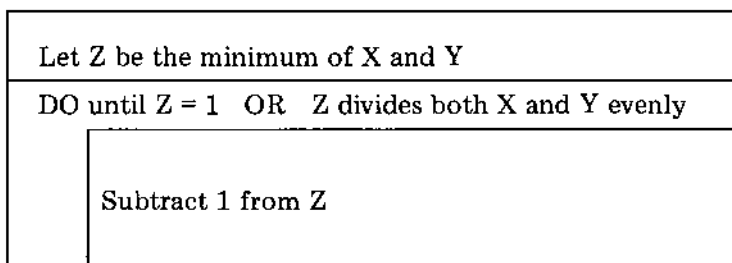 Let Z be the minimum of X and Y
DO until Z = 1 OR Z divides both X and Y evenly
Subtract 1 from Z